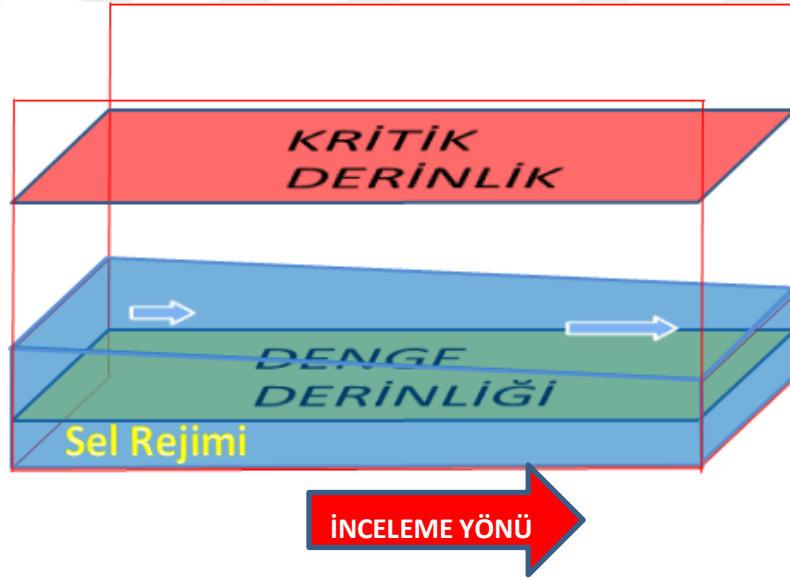 KRİTİK
DERİNLİK
DENGE
DERİNLİĞİ
Sel Rejimi
İNCELEME YÖNÜ